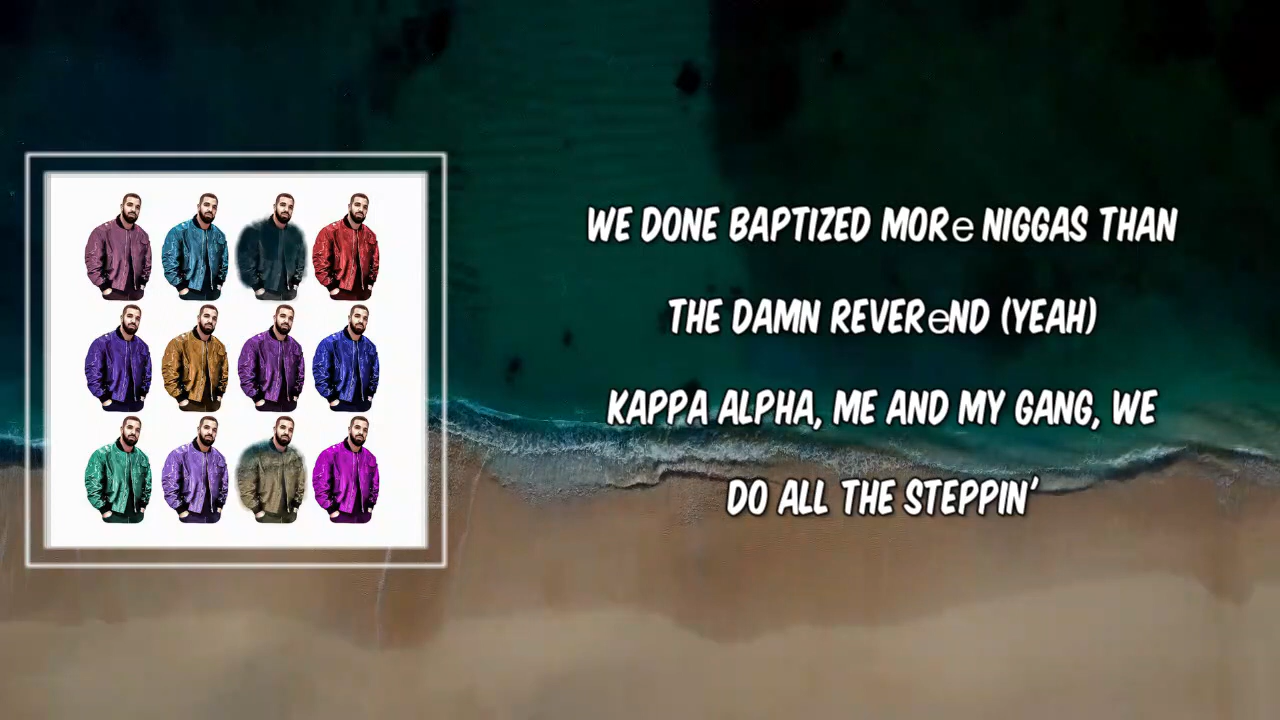 WE DONE BAPTIZED MORe NIGGAS THAN
THE DAMN REVEReND (YEAH)
KAPPA ALPHA, ME AND MY GANG, WE
DO ALL THE STEPPIN'